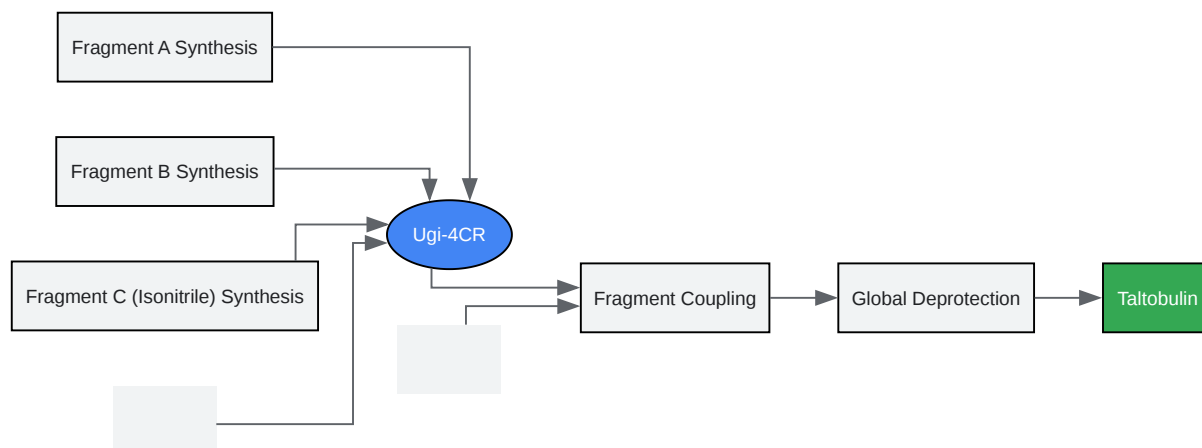 Fragment A Synthesis
Fragment B Synthesis
Ugi-4CR
Fragment C (Isonitrile) Synthesis
Fragment Coupling
Global Deprotection
Taltobulin